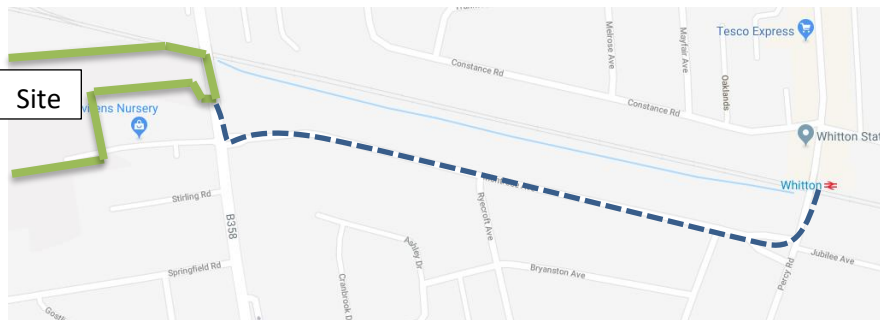 Tesco Express
Melrose Ave
Mayfair Ave
Constance Rd
Oaklands
Constance Rd
Site
Nursery
Whitton Stat
Whitton
Stirling Rd
B358
Ryecroft Ave
Ashley Dr
Jubilee Ave
Percy Rd
Springfield Rd
Cranbrook D
Bryanston Ave